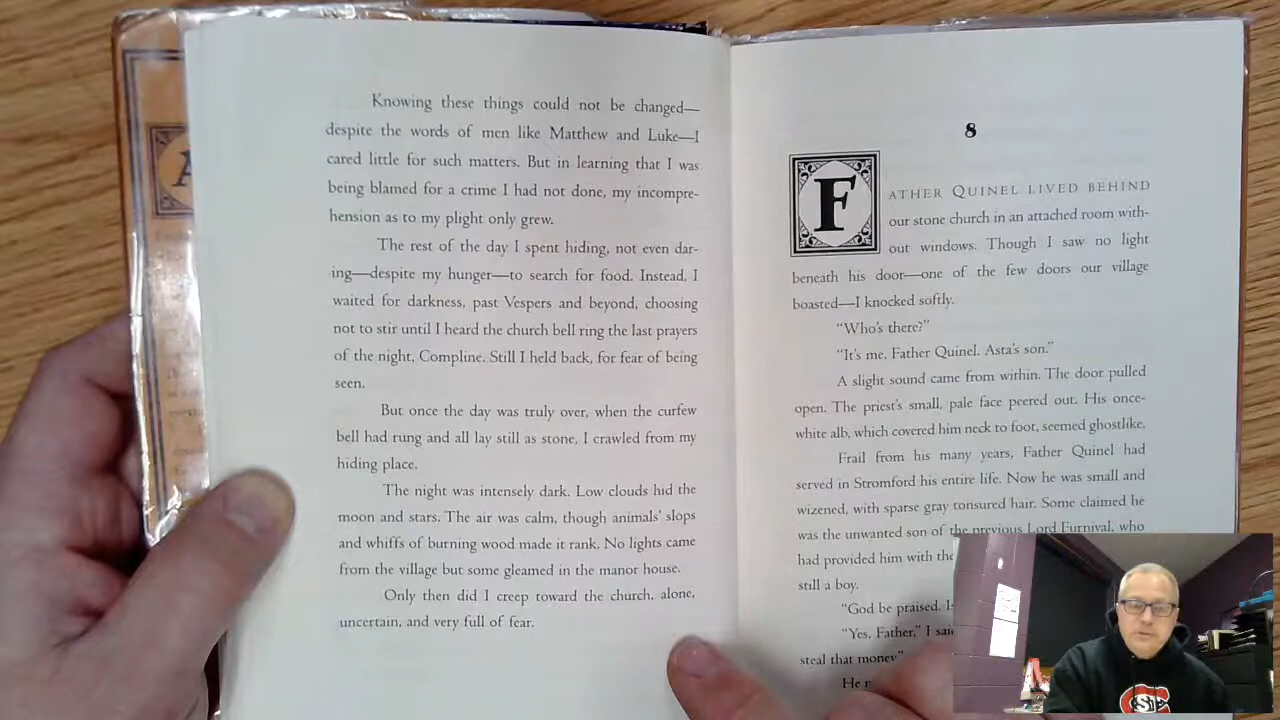 Knowing these things could not be changed—
despite the words of men like Matthew and Luke—I
cared little for such matters. But in learning that I was
being blamed for a crime I had not done, my incompre-
hension as to my plight only grew.
The rest of the day I spent hiding, not even dar-
ing—despite my hunger—to search for food. Instead, I
waited for darkness, past Vespers and beyond, choosing
not to stir until I heard the church bell ring the last prayers
of the night, Compline. Still I held back, for fear of being
seen.
But once the day was truly over, when the curfew
bell had rung and all lay still as stone, I crawled from my
hiding place.
The night was intensely dark. Low clouds hid the
moon and stars. The air was calm, though animals' slops
and whiffs of burning wood made it rank. No lights came
from the village but some gleamed in the manor house.
Only then did I creep toward the church, alone,
uncertain, and very full of fear.
8
FATHER QUINEL LIVED BEHIND
our stone church in an attached room with-
out windows. Though I saw no light
beneath his door—one of the few doors our village
boasted—I knocked softly.
"Who's there?"
"It's me, Father Quinel. Asta's son."
A slight sound came from within. The door pulled
open. The priest's small, pale face peered out. His once-
white alb, which covered him neck to foot, seemed ghostlike.
Frail from his many years, Father Quinel had
served in Stromford his entire life. Now he was small and
wizened, with sparse gray tonsured hair. Some claimed he
was the unwanted son of the previous Lord Furnival, who
had provided him with the
still a boy.
"God be praised.
"Yes, Father," I
steal that money"
He